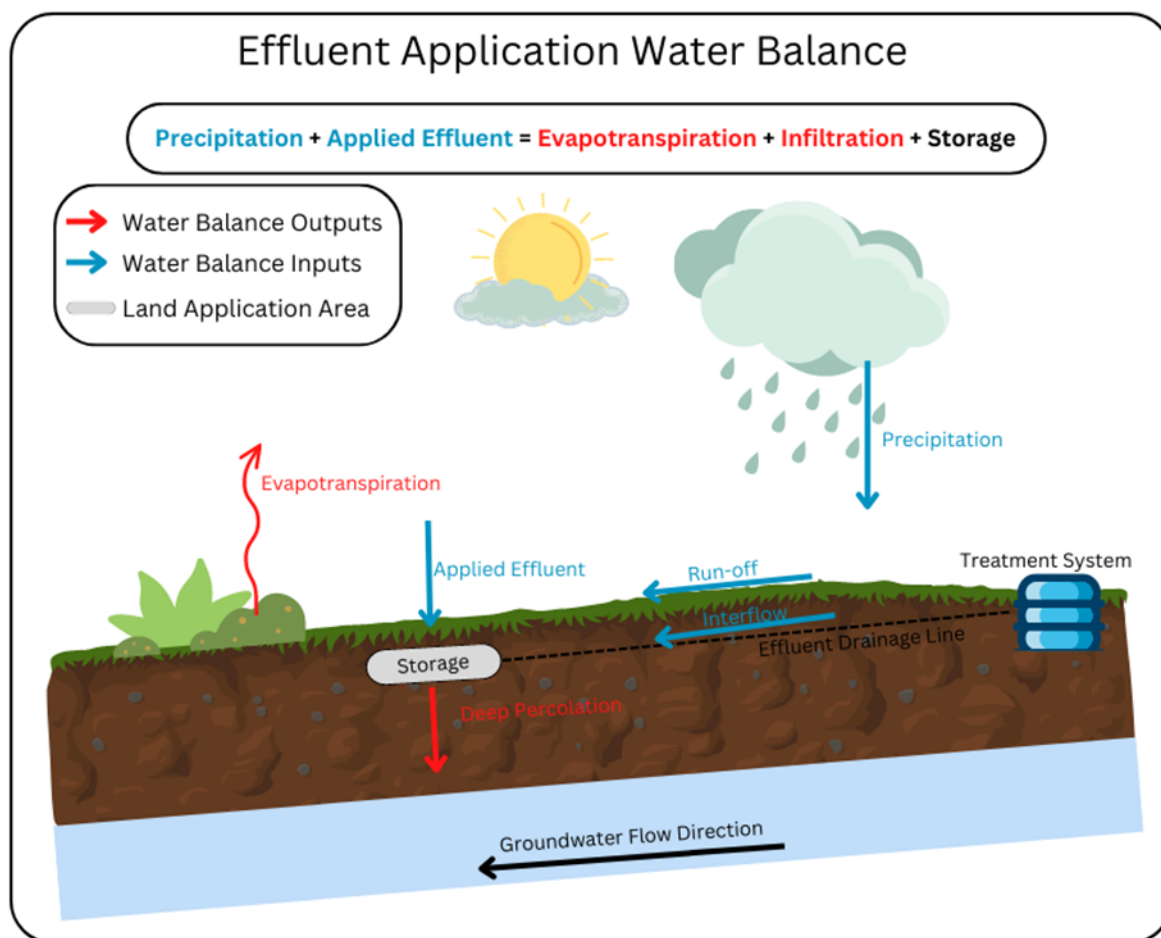 Effluent Application Water Balance
Precipitation + Applied Effluent = Evapotranspiration + Infiltration + Storage
Water Balance Outputs
Water Balance Inputs
Land Application Area
Precipitation
Evapotranspiration
Applied Effluent
Run-off
Treatment System
Interflow
Effluent Drainage Line
Storage
Deep Percolation
Groundwater Flow Direction